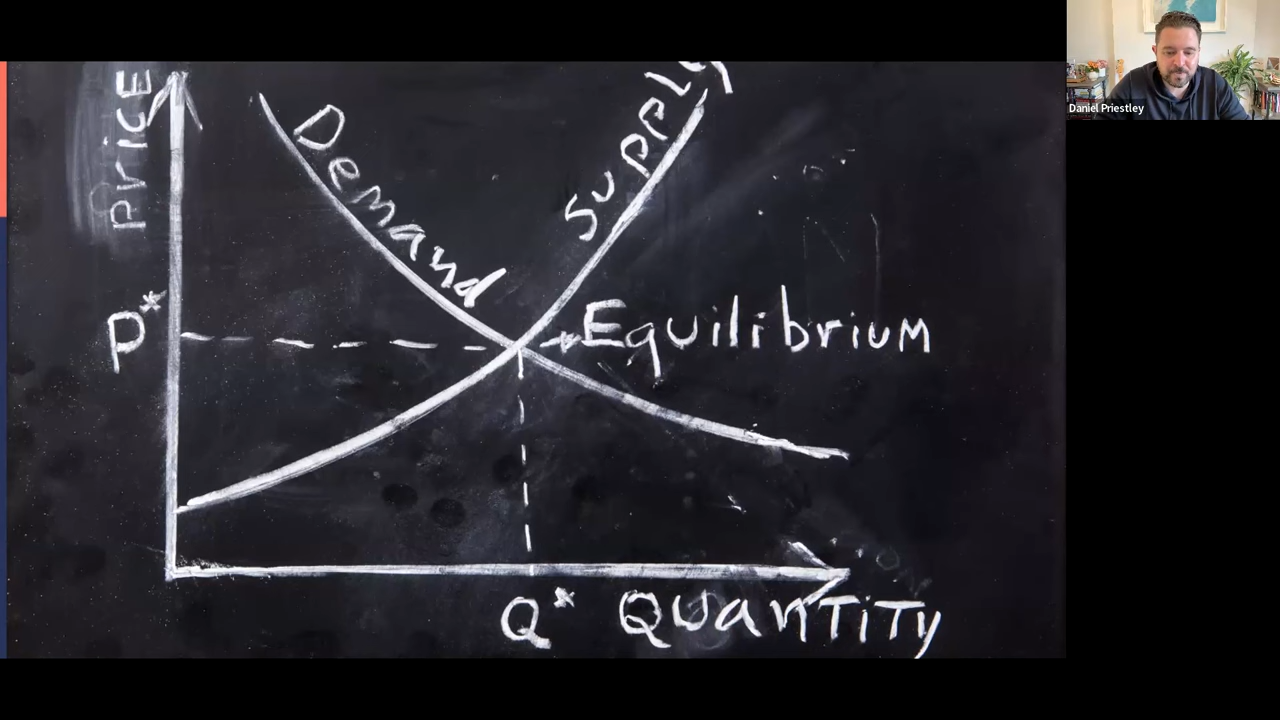 Daniel Priestley
price
Demand
Supply
P*
Equilibrium
Q* Quantity